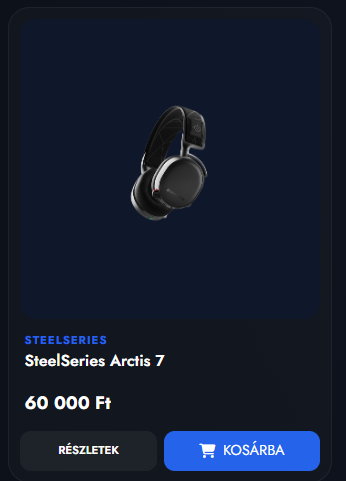 STEELSERIES
SteelSeries Arctis 7
60 000 Ft
RÉSZLETEK
KOSÁRBA